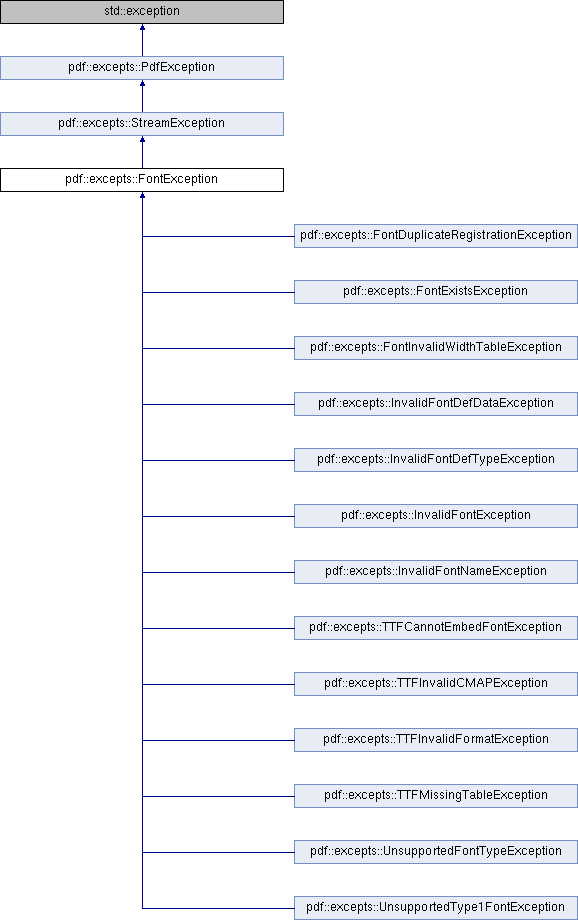 std::exception
pdf::excepts::PdfException
pdf::excepts::StreamException
pdf::excepts::FontException
pdf::excepts::FontDuplicateRegistrationException
pdf::excepts::FontExistsException
pdf::excepts::FontInvalidWidthTableException
pdf::excepts::InvalidFontDefDataException
pdf::excepts::InvalidFontDefTypeException
pdf::excepts::InvalidFontException
pdf::excepts::InvalidFontNameException
pdf::excepts::TTFCannotEmbedFontException
pdf::excepts::TTFInvalidCMAPException
pdf::excepts::TTFInvalidFormatException
pdf::excepts::TTFMissingTableException
pdf::excepts::UnsupportedFontTypeException
pdf::excepts::UnsupportedType1FontException